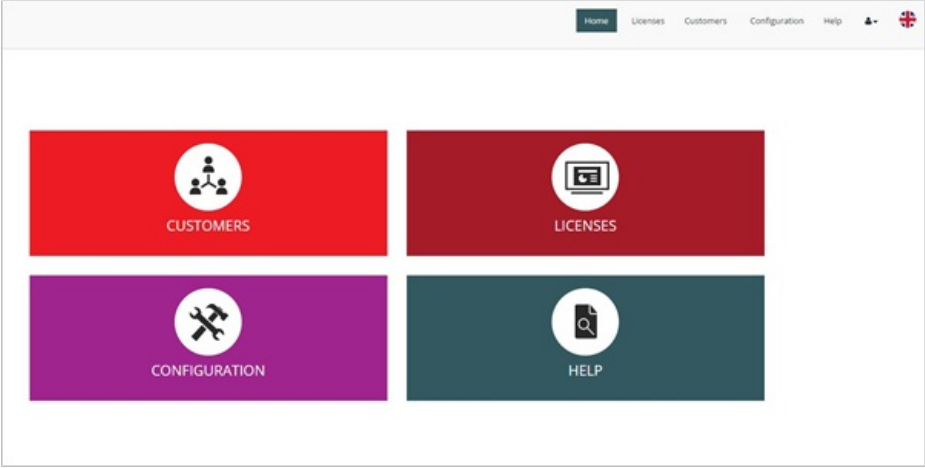 Home Licenses Customers Configuration Help
CUSTOMERS
LICENSES
CONFIGURATION
HELP